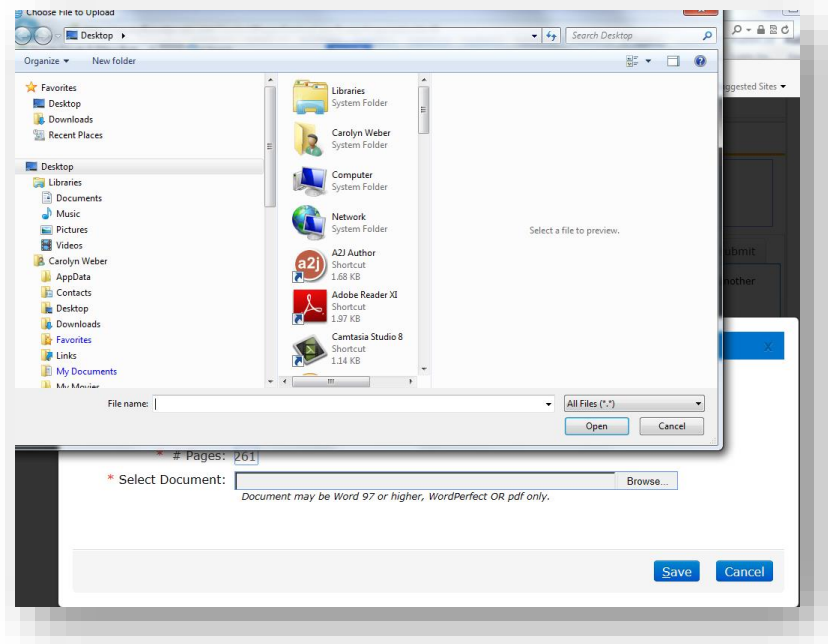 Choose File to Upload
Desktop
Search Desktop
Organize
New folder
ggested Sites
Favorites
Desktop
Downloads
Recent Places
Desktop
Libraries
Documents
Music
Pictures
Videos
Carolyn Weber
AppData
Contacts
Desktop
Downloads
Favorites
Links
My Documents
My Movies
Libraries
System Folder
Carolyn Weber
System Folder
Computer
System Folder
Network
System Folder
A2J Author
Shortcut
1.68 KB
a2j
Adobe Reader XI
Shortcut
1.97 KB
Camtasia Studio 8
Shortcut
1.14 KB
Select a file to preview.
ubmit
nother
X
File name:
All Files (*.*)
Open
Cancel
* # Pages: 261
* Select Document:
Browse...
Document may be Word 97 or higher, WordPerfect OR pdf only.
Save
Cancel